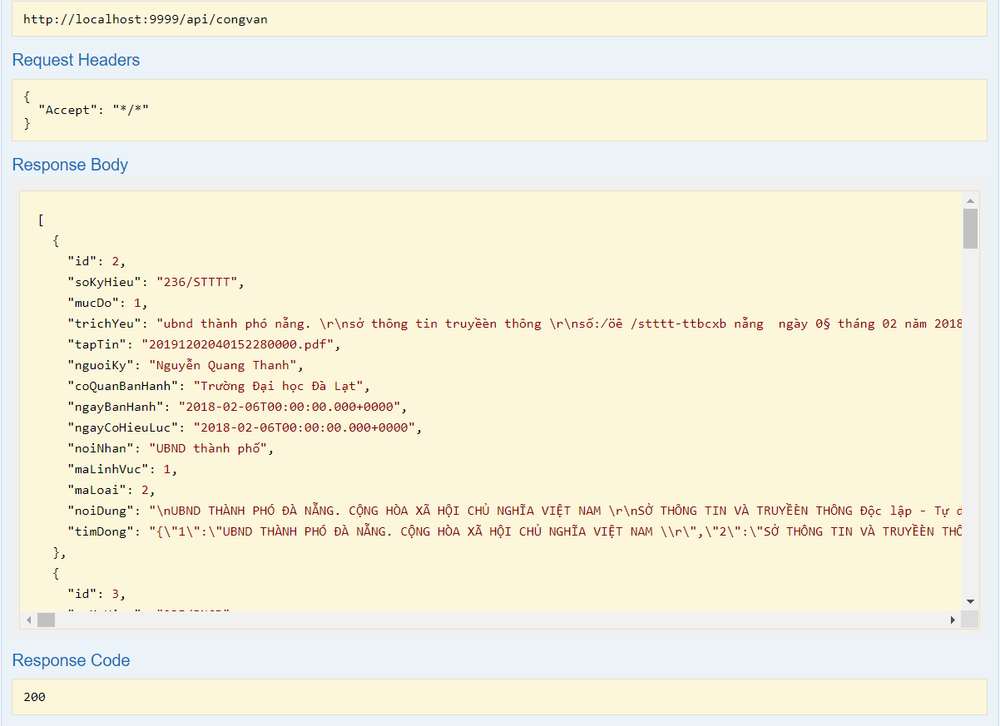 http://localhost:9999/api/congvan
Request Headers
{
"Accept": "*/*"
}
Response Body
[
{
"id": 2,
"soKyHieu": "236/STTTT",
"mucDo": 1,
"trichYeu": "ubnd thành phó nẵng. \r\nsở thông tin truyềèn thông \r\nsố:/öê /stttt-ttbcxb nẵng  ngày 0§ tháng 02 năm 2018
"tapTin": "20191202040152280000.pdf",
"nguoiKy": "Nguyễn Quang Thanh",
"coQuanBanHanh": "Trường Đại học Đà Lạt",
"ngayBanHanh": "2018-02-06T00:00:00.000+0000",
"ngayCoHieuLuc": "2018-02-06T00:00:00.000+0000",
"noiNhan": "UBND thành phố",
"maLinhVuc": 1,
"maLoai": 2,
"noiDung": "\nUBND THÀNH PHÓ ĐÀ NẴNG. CỘNG HÒA XÃ HỘI CHỦ NGHĨA VIỆT NAM \r\nSỞ THÔNG TIN VÀ TRUYỀÈN THÔNG Độc lập - Tự d
"timDong": "{\"1\":\"UBND THÀNH PHÓ ĐÀ NẴNG. CỘNG HÒA XÃ HỘI CHỦ NGHĨA VIỆT NAM \\r\",\"2\":\"SỞ THÔNG TIN VÀ TRUYỀÈN THÔ
},
{
"id": 3,
Response Code
200